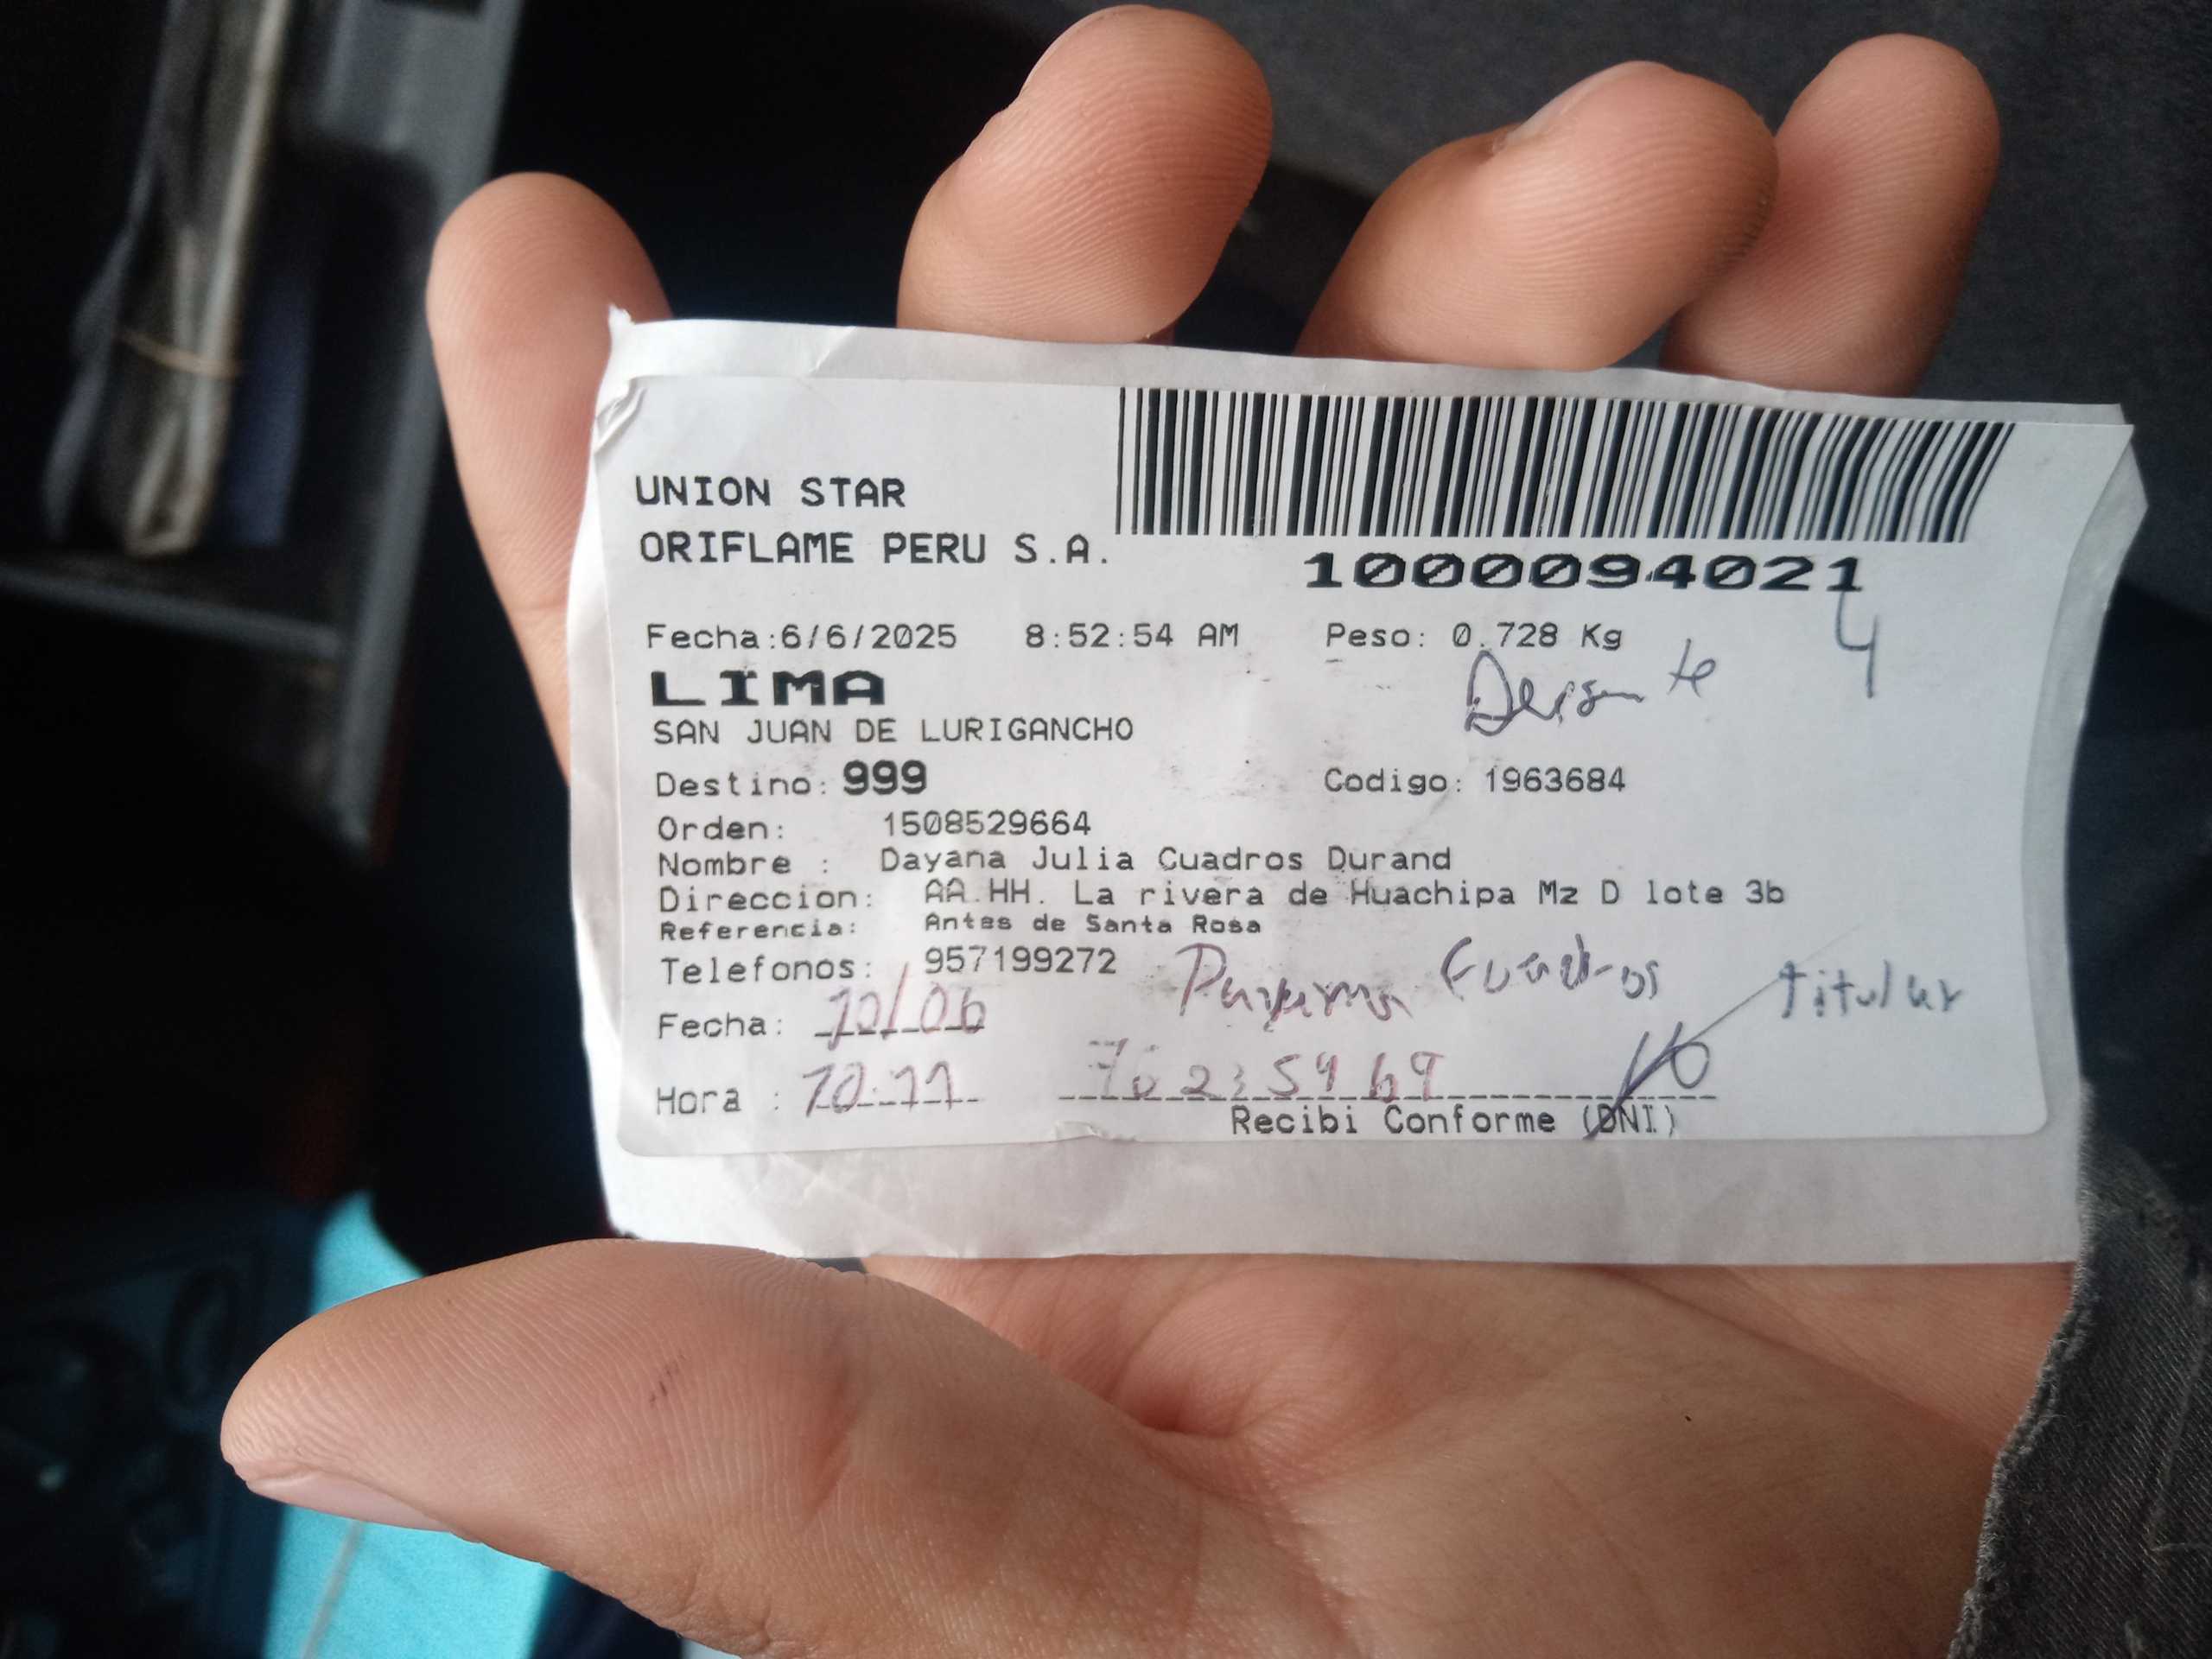 UNION STAR
ORIFLAME PERU S.A.
1000094021
4
Fecha:6/6/2025 8:52:54 AM Peso: 0.728 Kg
LIMA
SAN JUAN DE LURIGANCHO
Destino: 999 Codigo: 1963684
Orden: 1508529664
Nombre : Dayana Julia Cuadros Durand
Direccion: AA.HH. La rivera de Huachipa Mz D lote 3b
Referencia: Antes de Santa Rosa
Telefonos: 957199272
titular
Fecha: 10/06
Hora : 10:11
Recibi Conforme (DNI)